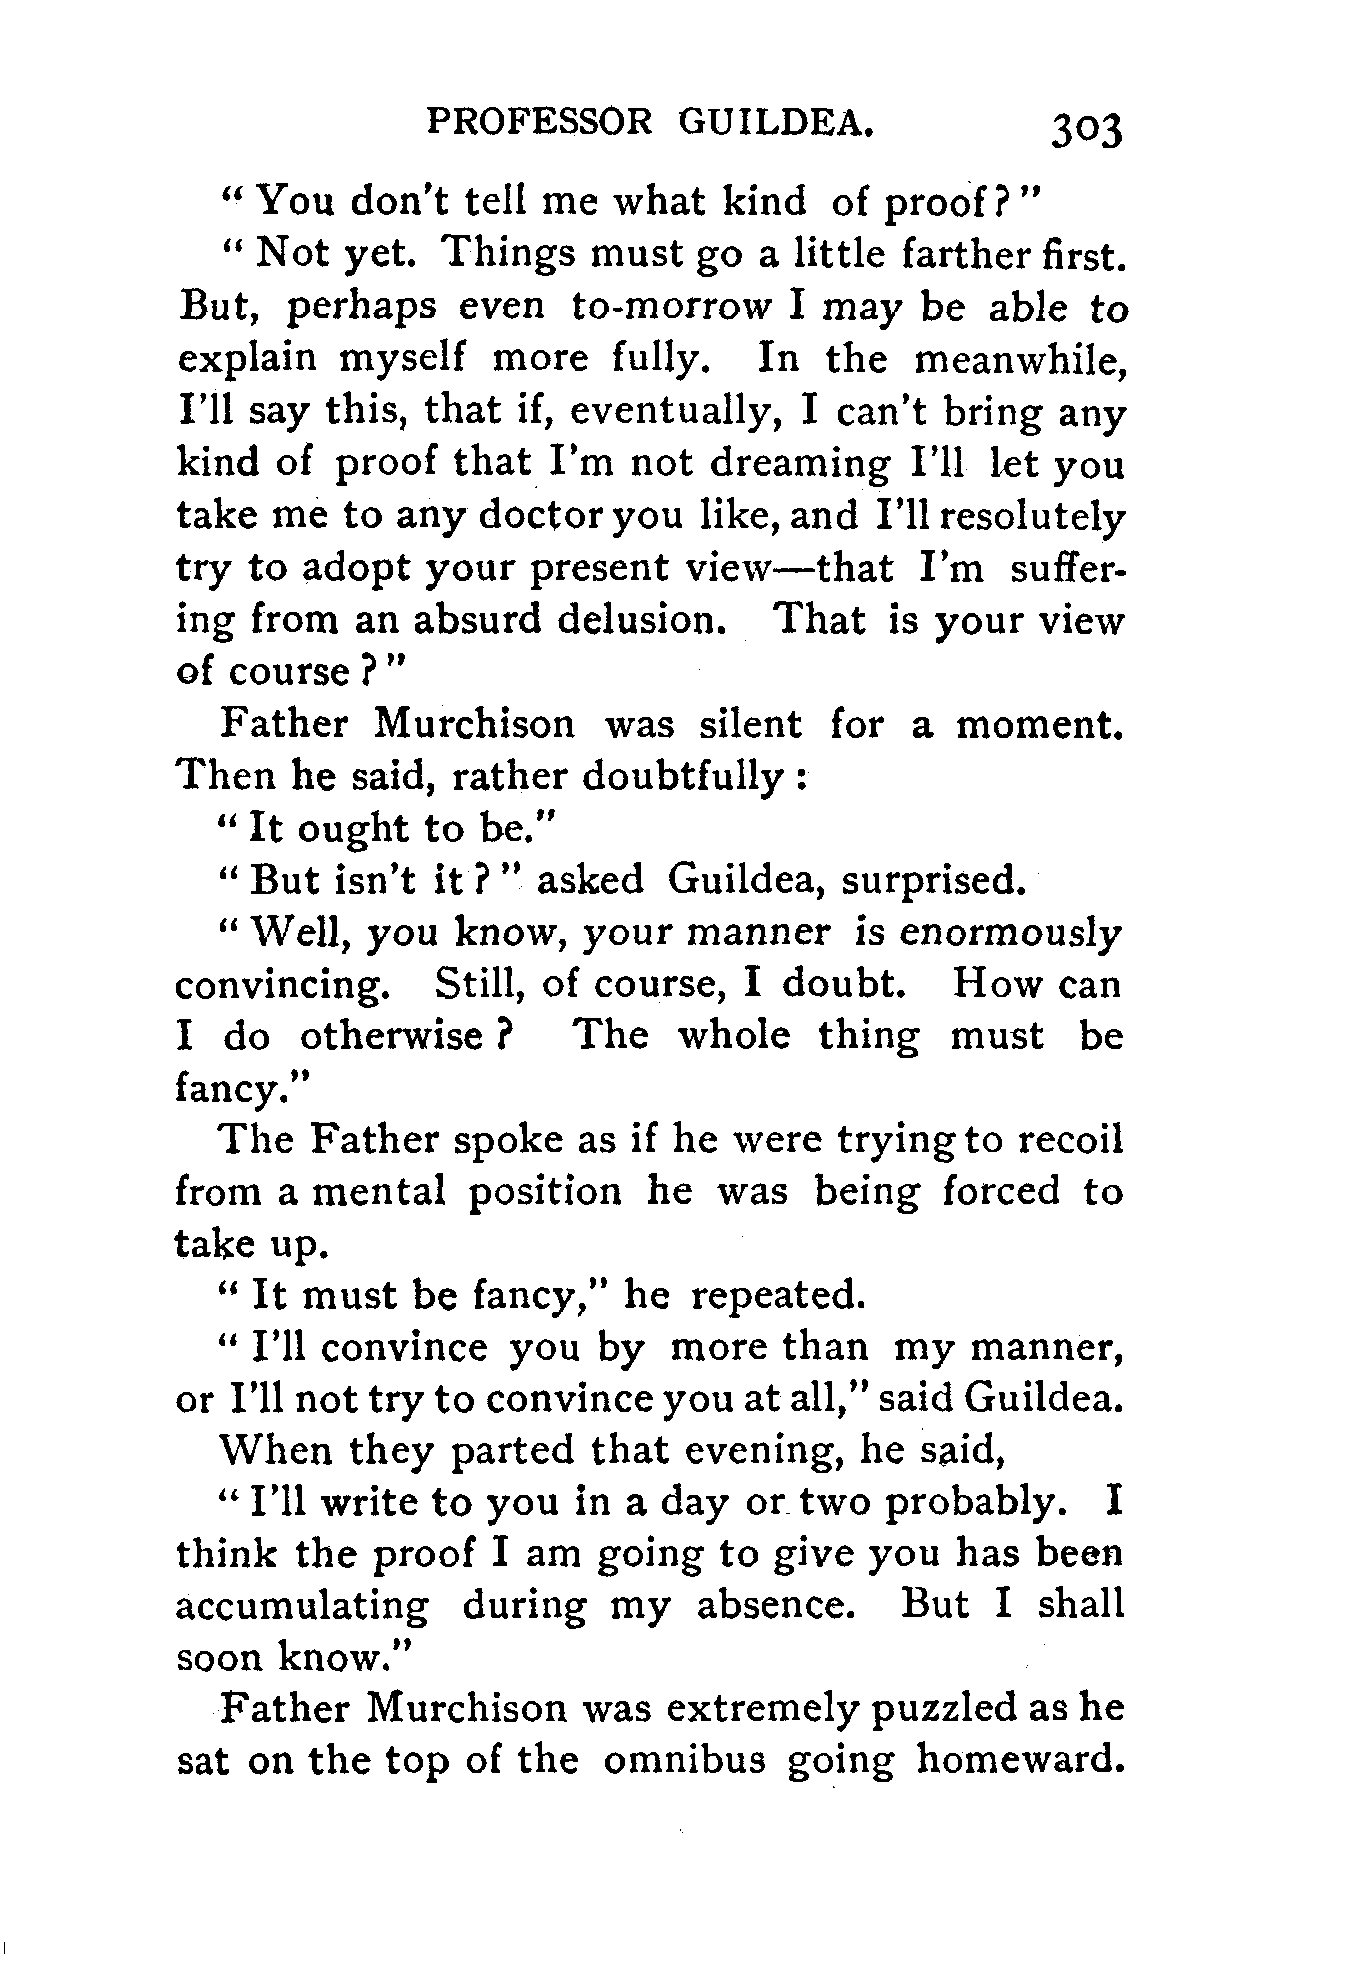 PROFESSOR GUILDEA. 303
“ You don't tell me what kind of proof? ”
“ Not yet. Things must go a little farther first.
But, perhaps even to-morrow I may be able to
explain myself more fully. In the meanwhile,
I'll say this, that if, eventually, I can't bring any
kind of proof that I'm not dreaming I'll let you
take me to any doctor you like, and I'll resolutely
try to adopt your present view—that I'm suffer-
ing from an absurd delusion. That is your view
of course ? ”
Father Murchison was silent for a moment.
Then he said, rather doubtfully :
“ It ought to be.”
“ But isn't it ? ” asked Guildea, surprised.
“ Well, you know, your manner is enormously
convincing. Still, of course, I doubt. How can
I do otherwise ? The whole thing must be
fancy.”
The Father spoke as if he were trying to recoil
from a mental position he was being forced to
take up.
“ It must be fancy,” he repeated.
“ I'll convince you by more than my manner,
or I'll not try to convince you at all,” said Guildea.
When they parted that evening, he said,
“ I'll write to you in a day or two probably. I
think the proof I am going to give you has been
accumulating during my absence. But I shall
soon know.”
Father Murchison was extremely puzzled as he
sat on the top of the omnibus going homeward.